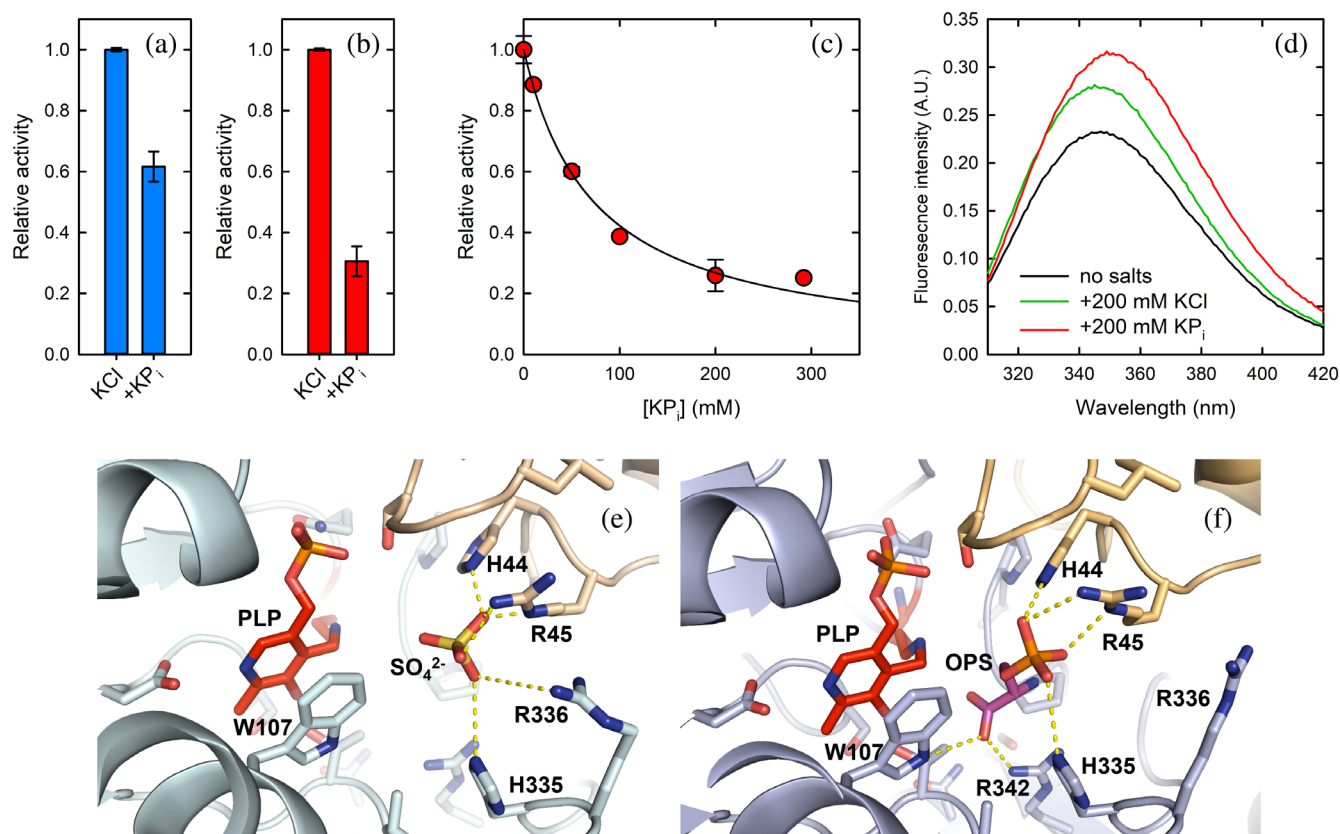 (a)
Relative activity
1.0
0.8
0.6
0.4
0.2
0.0
KCl
+KPi
(b)
Relative activity
1.0
0.8
0.6
0.4
0.2
0.0
KCl
+KPi
(c)
Relative activity
1.0
0.8
0.6
0.4
0.2
0.0
0 100 200 300
[KPi] (mM)
(d)
Fluoresecence intensity (A.U.)
0.35
0.30
0.25
0.20
0.15
0.10
0.05
0.00
no salts
+200 mM KCl
+200 mM KPi
320 340 360 380 400 420
Wavelength (nm)
(e)
H44
PLP
R45
SO₄²⁻
R336
W107
H335
(f)
H44
PLP
R45
OPS
R336
W107
H335
R342